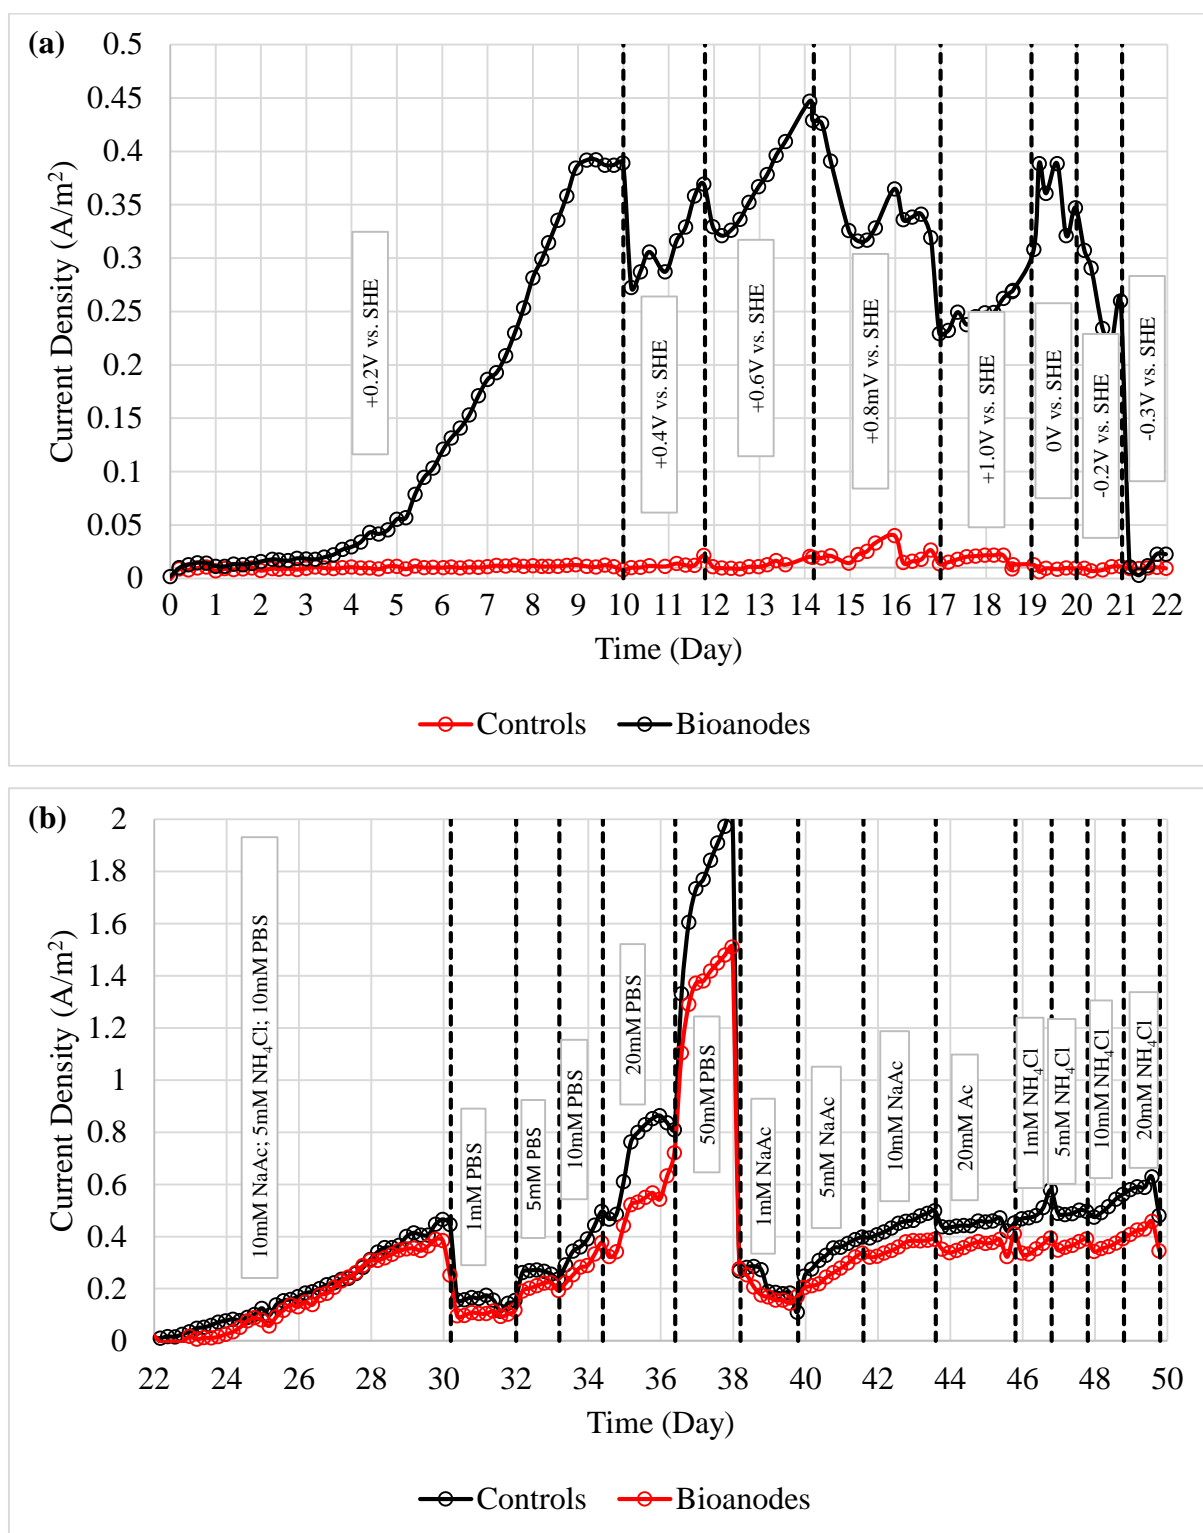 (a)
0.5
0.45
0.4
0.35
0.3
0.25
0.2
0.15
0.1
0.05
0
Current Density (A/m²)
+0.2V vs. SHE
+0.4V vs. SHE
+0.6V vs. SHE
+0.8mV vs. SHE
+1.0V vs. SHE
0V vs. SHE
-0.2V vs. SHE
-0.3V vs. SHE
0 1 2 3 4 5 6 7 8 9 10 11 12 13 14 15 16 17 18 19 20 21 22
Time (Day)
Controls Bioanodes
(b)
2
1.8
1.6
1.4
1.2
1
0.8
0.6
0.4
0.2
0
Current Density (A/m²)
10mM NaAc; 5mM NH₄Cl; 10mM PBS
1mM PBS
5mM PBS
10mM PBS
20mM PBS
50mM PBS
1mM NaAc
5mM NaAc
10mM NaAc
20mM Ac
1mM NH₄Cl
5mM NH₄Cl
10mM NH₄Cl
20mM NH₄Cl
22 24 26 28 30 32 34 36 38 40 42 44 46 48 50
Time (Day)
Controls Bioanodes